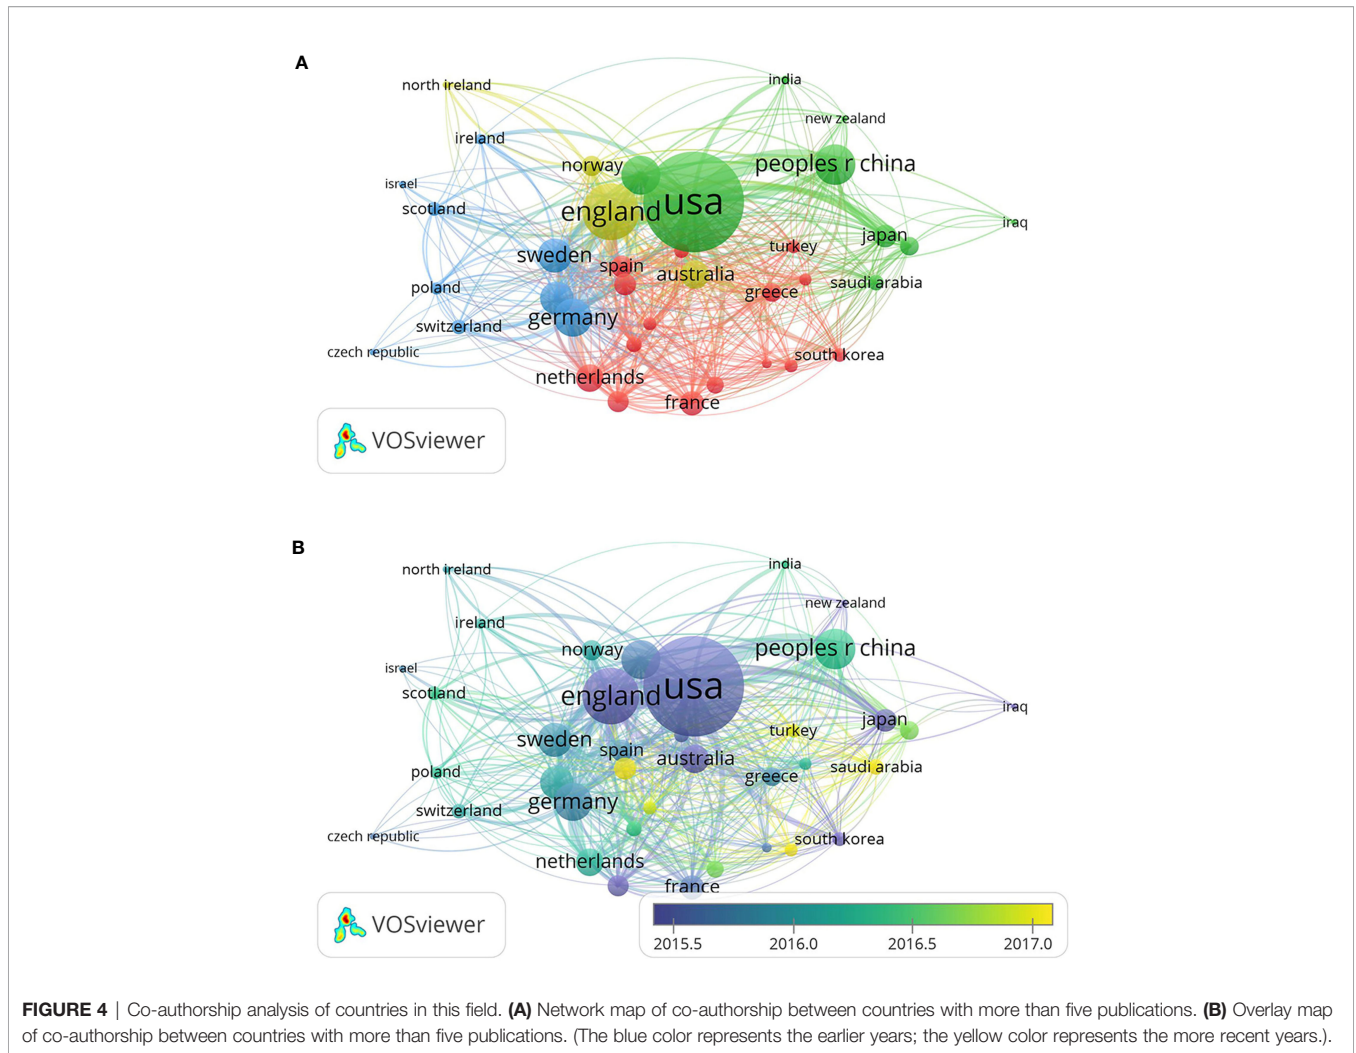 A
north ireland
india
new zealand
ireland
norway
peoples r china
israel
scotland
england
usa
iraq
japan
turkey
sweden
spain
australia
saudi arabia
poland
greece
germany
switzerland
czech republic
south korea
netherlands
france
VOSviewer
B
north ireland
india
new zealand
ireland
norway
peoples r china
israel
scotland
england
usa
iraq
japan
turkey
sweden
spain
australia
saudi arabia
poland
greece
germany
switzerland
czech republic
south korea
netherlands
france
VOSviewer
2015.5 2016.0 2016.5 2017.0
FIGURE 4 | Co-authorship analysis of countries in this field. (A) Network map of co-authorship between countries with more than five publications. (B) Overlay map
of co-authorship between countries with more than five publications. (The blue color represents the earlier years; the yellow color represents the more recent years.).